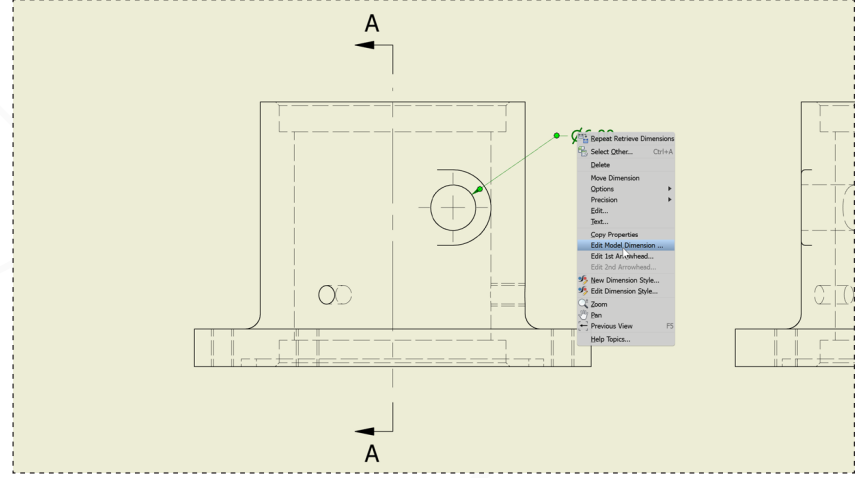 A
Repeat Retrieve Dimensions
Select Other... Ctrl+A
Delete
Move Dimension
Options
Precision
Edit...
Text...
Copy Properties
Edit Model Dimension ...
Edit 1st Arrowhead...
Edit 2nd Arrowhead...
New Dimension Style...
Edit Dimension Style...
Zoom
Pan
Previous View F5
Help Topics...
A